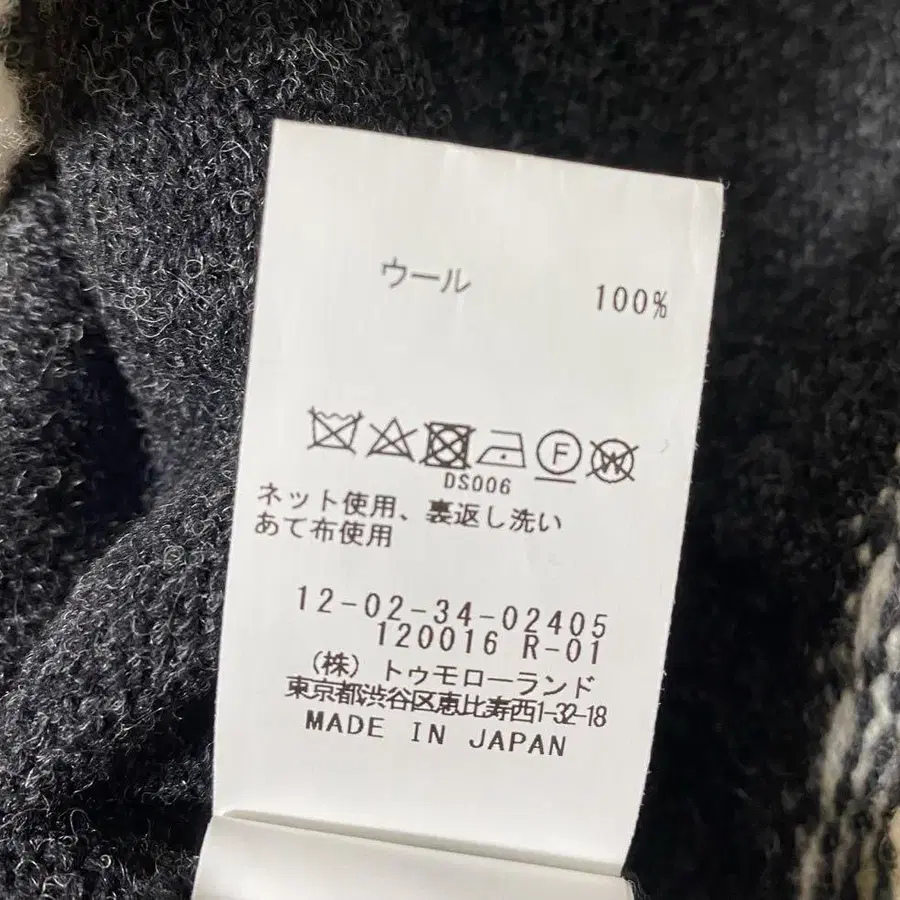 ウール 100%
F W
DS006
ネット使用、裏返し洗い
あて布使用
12-02-34-02405
120016 R-01
(株) トゥモローランド
東京都渋谷区恵比寿西1-32-18
MADE IN JAPAN